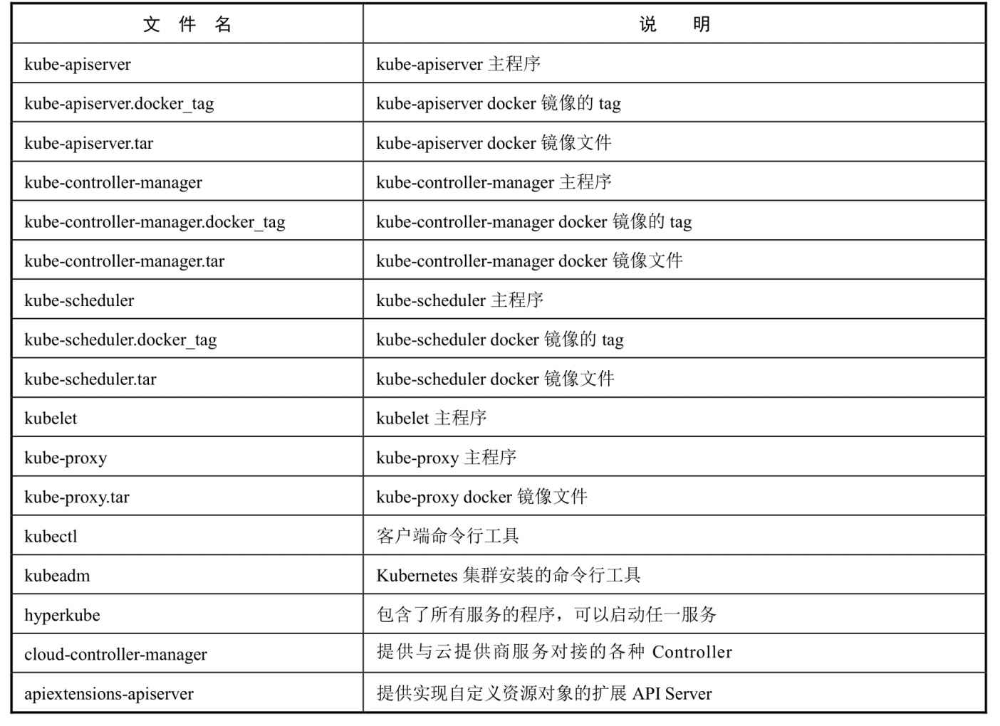 文 件 名 说 明
kube-apiserver kube-apiserver 主程序
kube-apiserver.docker_tag kube-apiserver docker 镜像的 tag
kube-apiserver.tar kube-apiserver docker 镜像文件
kube-controller-manager kube-controller-manager 主程序
kube-controller-manager.docker_tag kube-controller-manager docker 镜像的 tag
kube-controller-manager.tar kube-controller-manager docker 镜像文件
kube-scheduler kube-scheduler 主程序
kube-scheduler.docker_tag kube-scheduler docker 镜像的 tag
kube-scheduler.tar kube-scheduler docker 镜像文件
kubelet kubelet 主程序
kube-proxy kube-proxy 主程序
kube-proxy.tar kube-proxy docker 镜像文件
kubectl 客户端命令行工具
kubeadm Kubernetes 集群安装的命令行工具
hyperkube 包含了所有服务的程序，可以启动任一服务
cloud-controller-manager 提供与云提供商服务对接的各种 Controller
apiextensions-apiserver 提供实现自定义资源对象的扩展 API Server